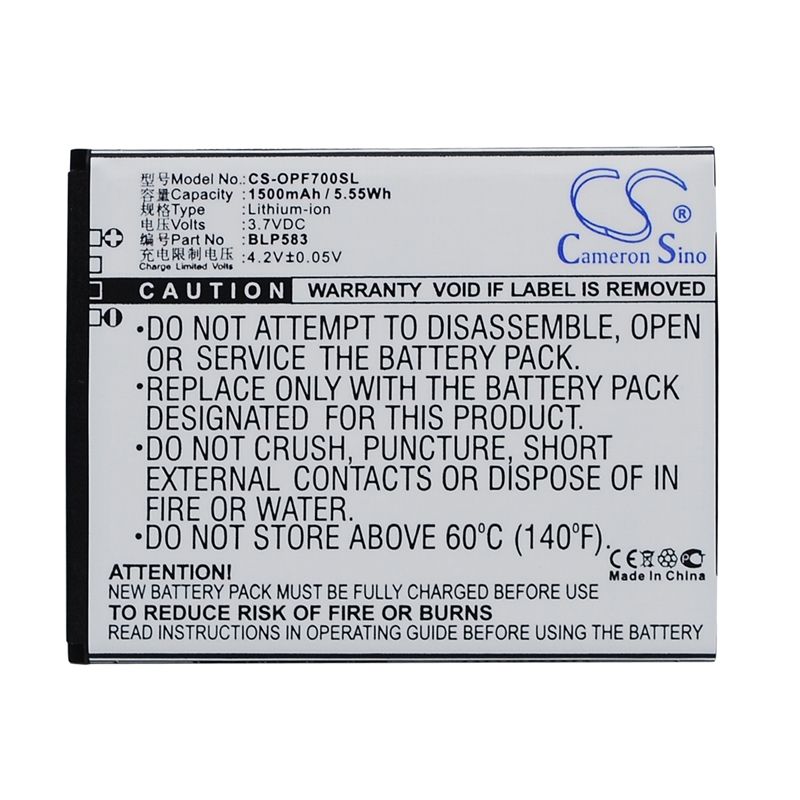 型号Model No.: CS-OPF700SL
容量Capacity: 1500mAh / 5.55Wh
规格Type: Lithium-ion
电压Volts: 3.7VDC
编号Part No: BLP583
充电限制电压: 4.2V±0.05V
Charge Limited Volts
CS ®
Cameron Sino
+
-
CAUTION WARRANTY VOID IF LABEL IS REMOVED
•DO NOT ATTEMPT TO DISASSEMBLE, OPEN
OR SERVICE THE BATTERY PACK.
•REPLACE ONLY WITH THE BATTERY PACK
DESIGNATED FOR THIS PRODUCT.
•DO NOT CRUSH, PUNCTURE, SHORT
EXTERNAL CONTACTS OR DISPOSE OF
IN FIRE OR WATER.
•DO NOT STORE ABOVE 60ºC (140ºF).
CE PC
Made in China
ATTENTION!
NEW BATTERY PACK MUST BE FULLY CHARGED BEFORE USE
TO REDUCE RISK OF FIRE OR BURNS
READ INSTRUCTIONS IN OPERATING GUIDE BEFORE USING THE BATTERY